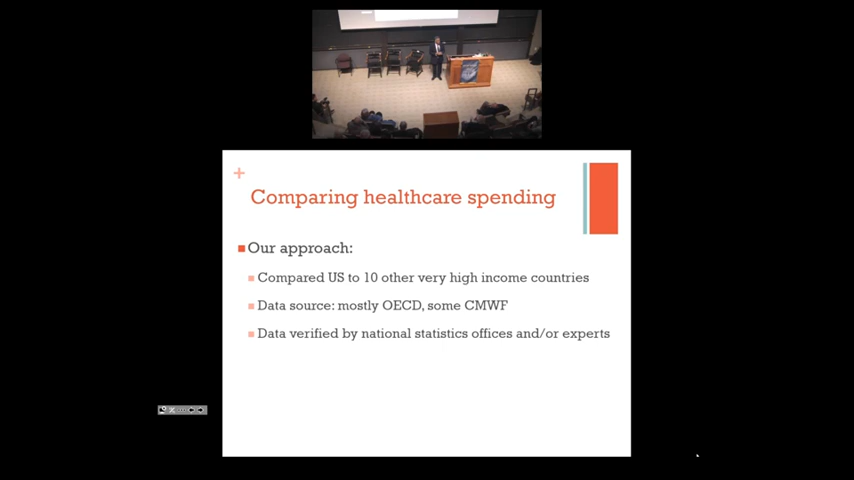 +
Comparing healthcare spending
Our approach:
Compared US to 10 other very high income countries
Data source: mostly OECD, some CMWF
Data verified by national statistics offices and/or experts